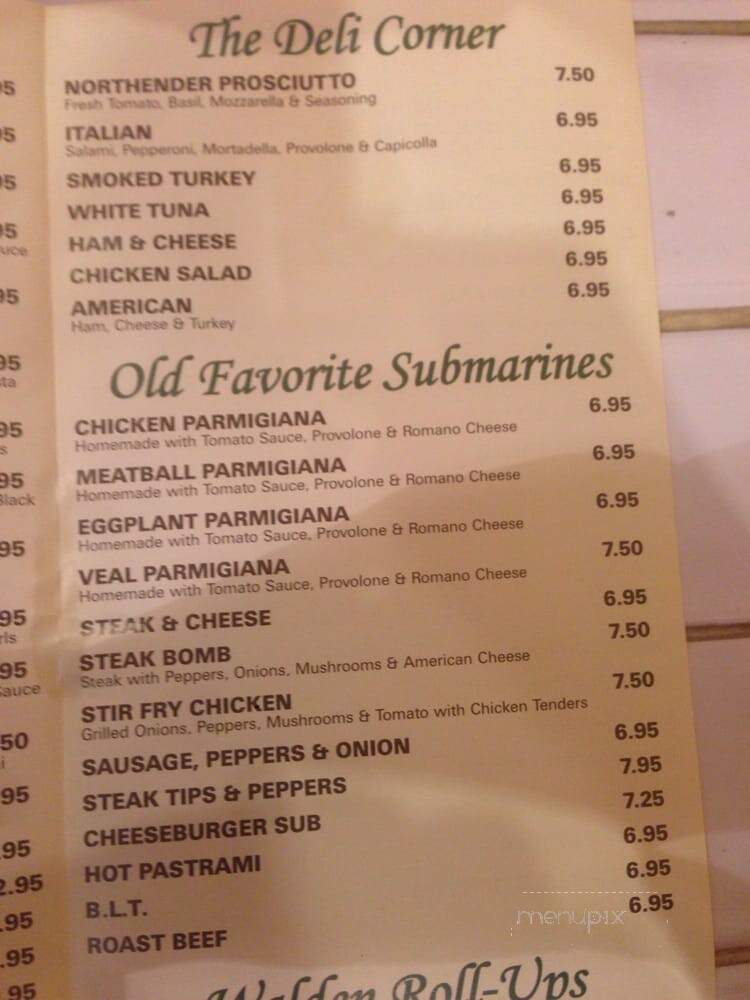 The Deli Corner
NORTHENDER PROSCIUTTO 7.50
Fresh Tomato, Basil, Mozzarella & Seasoning
ITALIAN 6.95
Salami, Pepperoni, Mortadella, Provolone & Capicolla
SMOKED TURKEY 6.95
WHITE TUNA 6.95
HAM & CHEESE 6.95
CHICKEN SALAD 6.95
AMERICAN 6.95
Ham, Cheese & Turkey
Old Favorite Submarines
CHICKEN PARMIGIANA 6.95
Homemade with Tomato Sauce, Provolone & Romano Cheese
MEATBALL PARMIGIANA 6.95
Homemade with Tomato Sauce, Provolone & Romano Cheese
EGGPLANT PARMIGIANA 6.95
Homemade with Tomato Sauce, Provolone & Romano Cheese
VEAL PARMIGIANA 7.50
Homemade with Tomato Sauce, Provolone & Romano Cheese
STEAK & CHEESE 6.95
STEAK BOMB 7.50
Steak with Peppers, Onions, Mushrooms & American Cheese
STIR FRY CHICKEN 7.50
Grilled Onions, Peppers, Mushrooms & Tomato with Chicken Tenders
SAUSAGE, PEPPERS & ONION 6.95
STEAK TIPS & PEPPERS 7.95
CHEESEBURGER SUB 7.25
HOT PASTRAMI 6.95
B.L.T. 6.95
ROAST BEEF 6.95
Walden Roll-Ups
menupix